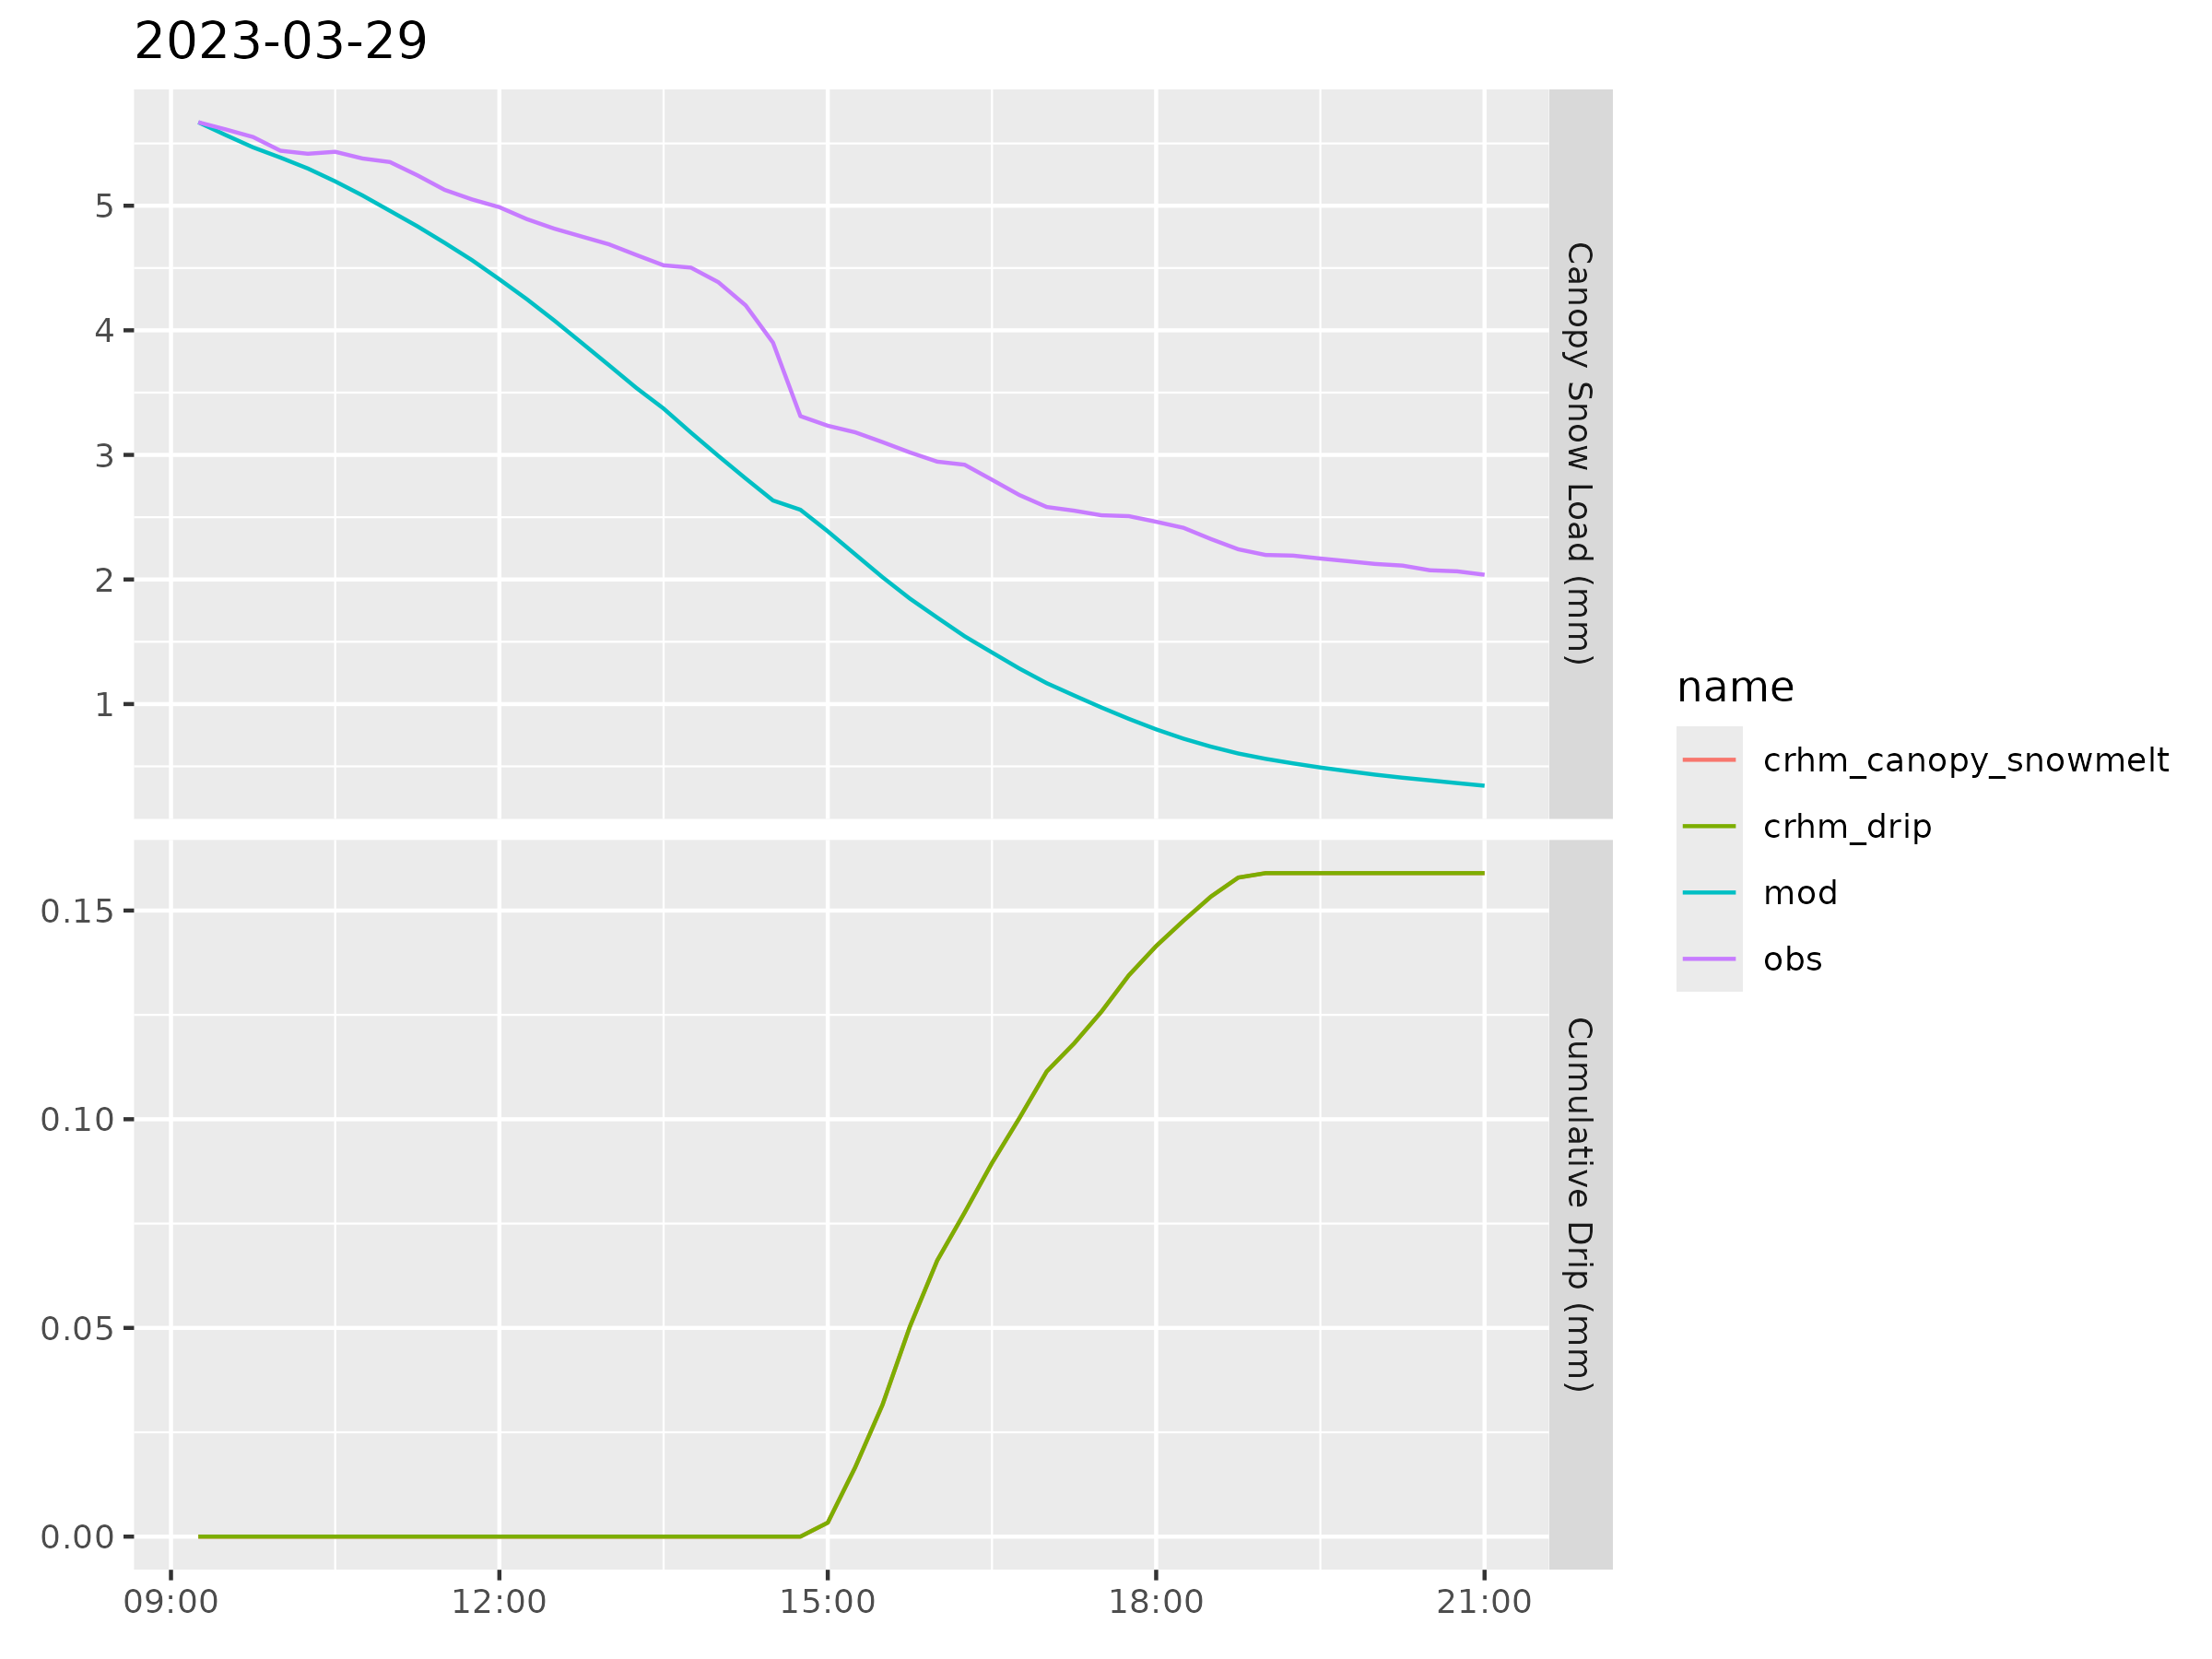 2023-03-29
5
4
3
2
1
Canopy Snow Load (mm)
0.15
0.10
0.05
0.00
Cumulative Drip (mm)
09:00 12:00 15:00 18:00 21:00
name
crhm_canopy_snowmelt
crhm_drip
mod
obs